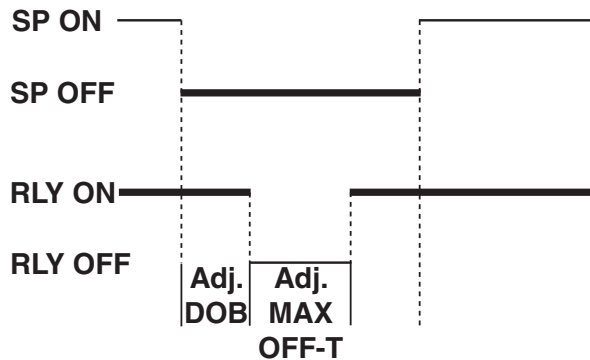 SP ON
SP OFF
RLY ON
RLY OFF
Adj. Adj.
DOB MAX
OFF-T